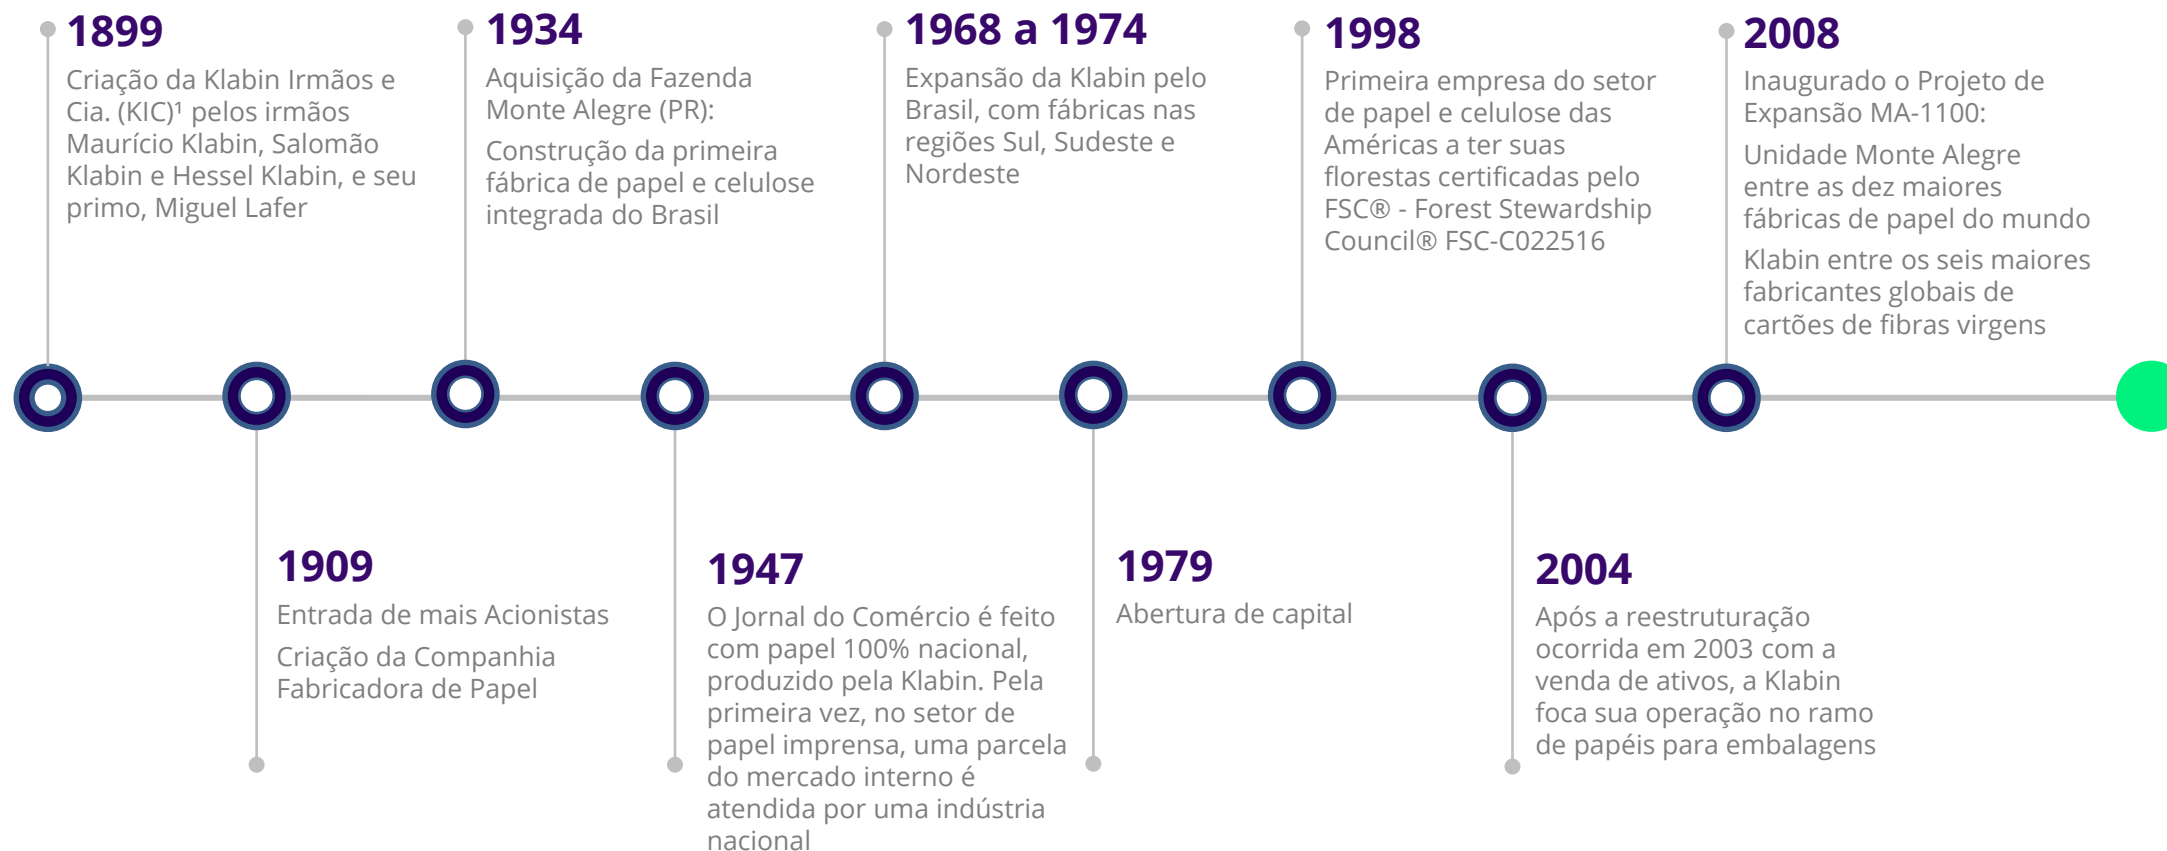 1899
Criação da Klabin Irmãos e
Cia. (KIC)¹ pelos irmãos
Maurício Klabin, Salomão
Klabin e Hessel Klabin, e seu
primo, Miguel Lafer
1909
Entrada de mais Acionistas
Criação da Companhia
Fabricadora de Papel
1934
Aquisição da Fazenda
Monte Alegre (PR):
Construção da primeira
fábrica de papel e celulose
integrada do Brasil
1947
O Jornal do Comércio é feito
com papel 100% nacional,
produzido pela Klabin. Pela
primeira vez, no setor de
papel imprensa, uma parcela
do mercado interno é
atendida por uma indústria
nacional
1968 a 1974
Expansão da Klabin pelo
Brasil, com fábricas nas
regiões Sul, Sudeste e
Nordeste
1979
Abertura de capital
1998
Primeira empresa do setor
de papel e celulose das
Américas a ter suas
florestas certificadas pelo
FSC® - Forest Stewardship
Council® FSC-C022516
2004
Após a reestruturação
ocorrida em 2003 com a
venda de ativos, a Klabin
foca sua operação no ramo
de papéis para embalagens
2008
Inaugurado o Projeto de
Expansão MA-1100:
Unidade Monte Alegre
entre as dez maiores
fábricas de papel do mundo
Klabin entre os seis maiores
fabricantes globais de
cartões de fibras virgens